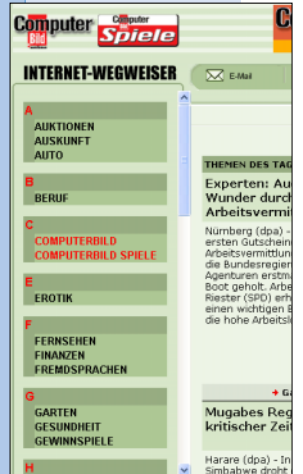 Computer Bild
Computer Bild Spiele
C
INTERNET-WEGWEISER
E-Mail
A
AUKTIONEN
AUSKUNFT
AUTO
B
BERUF
C
COMPUTERBILD
COMPUTERBILD SPIELE
E
EROTIK
F
FERNSEHEN
FINANZEN
FREMDSPRACHEN
G
GARTEN
GESUNDHEIT
GEWINNSPIELE
H
THEMEN DES TAG
Experten: Au
Wunder durch
Arbeitsvermi
Nürnberg (dpa) -
ersten Gutschein
Arbeitsvermittlun
die Bundesregier
Agenturen erstma
Boot geholt. Arbe
Riester (SPD) erh
einen wichtigen B
die hohe Arbeitsl
Ga
Mugabes Reg
kritischer Zeit
Harare (dpa) - In
Simbabwe droht